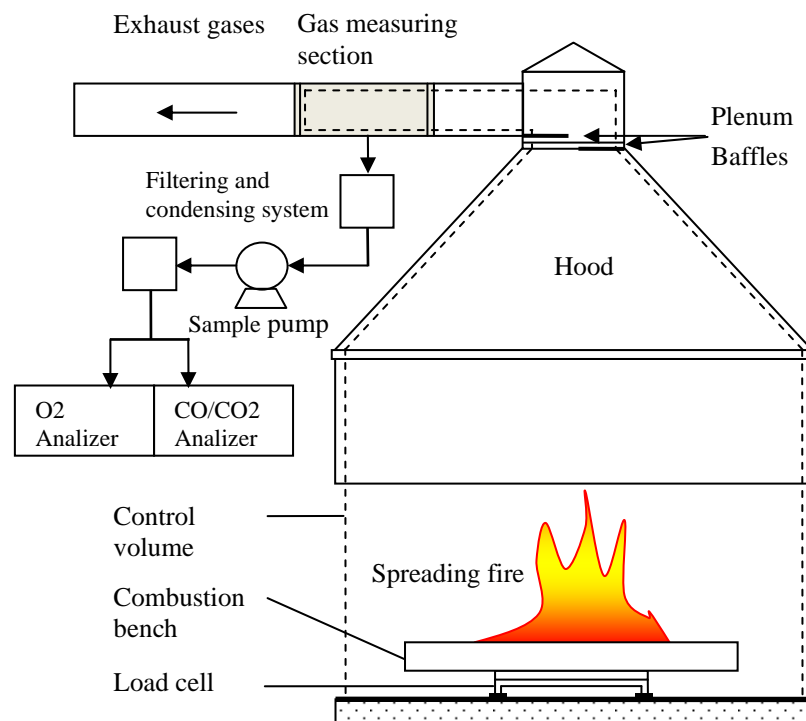 Exhaust gases
Gas measuring
section
Plenum
Baffles
Filtering and
condensing system
Hood
Sample pump
O2
Analizer
CO/CO2
Analizer
Control
volume
Spreading fire
Combustion
bench
Load cell